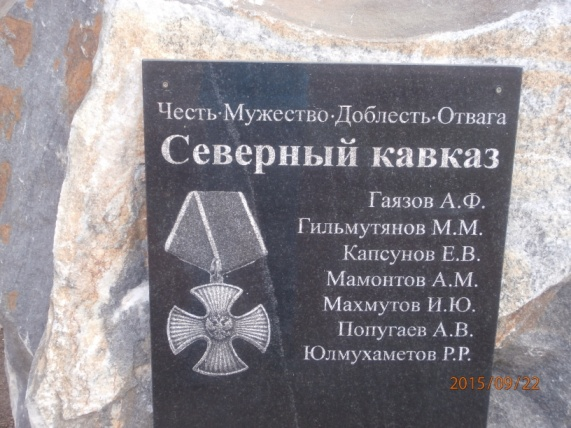 Честь·Мужество·Доблесть·Отвага
Северный кавказ
Гаязов А.Ф.
Гильмутянов М.М.
Капсунов Е.В.
Мамонтов А.М.
Махмутов И.Ю.
Попугаев А.В.
Юлмухаметов Р.Р.
2015/09/22